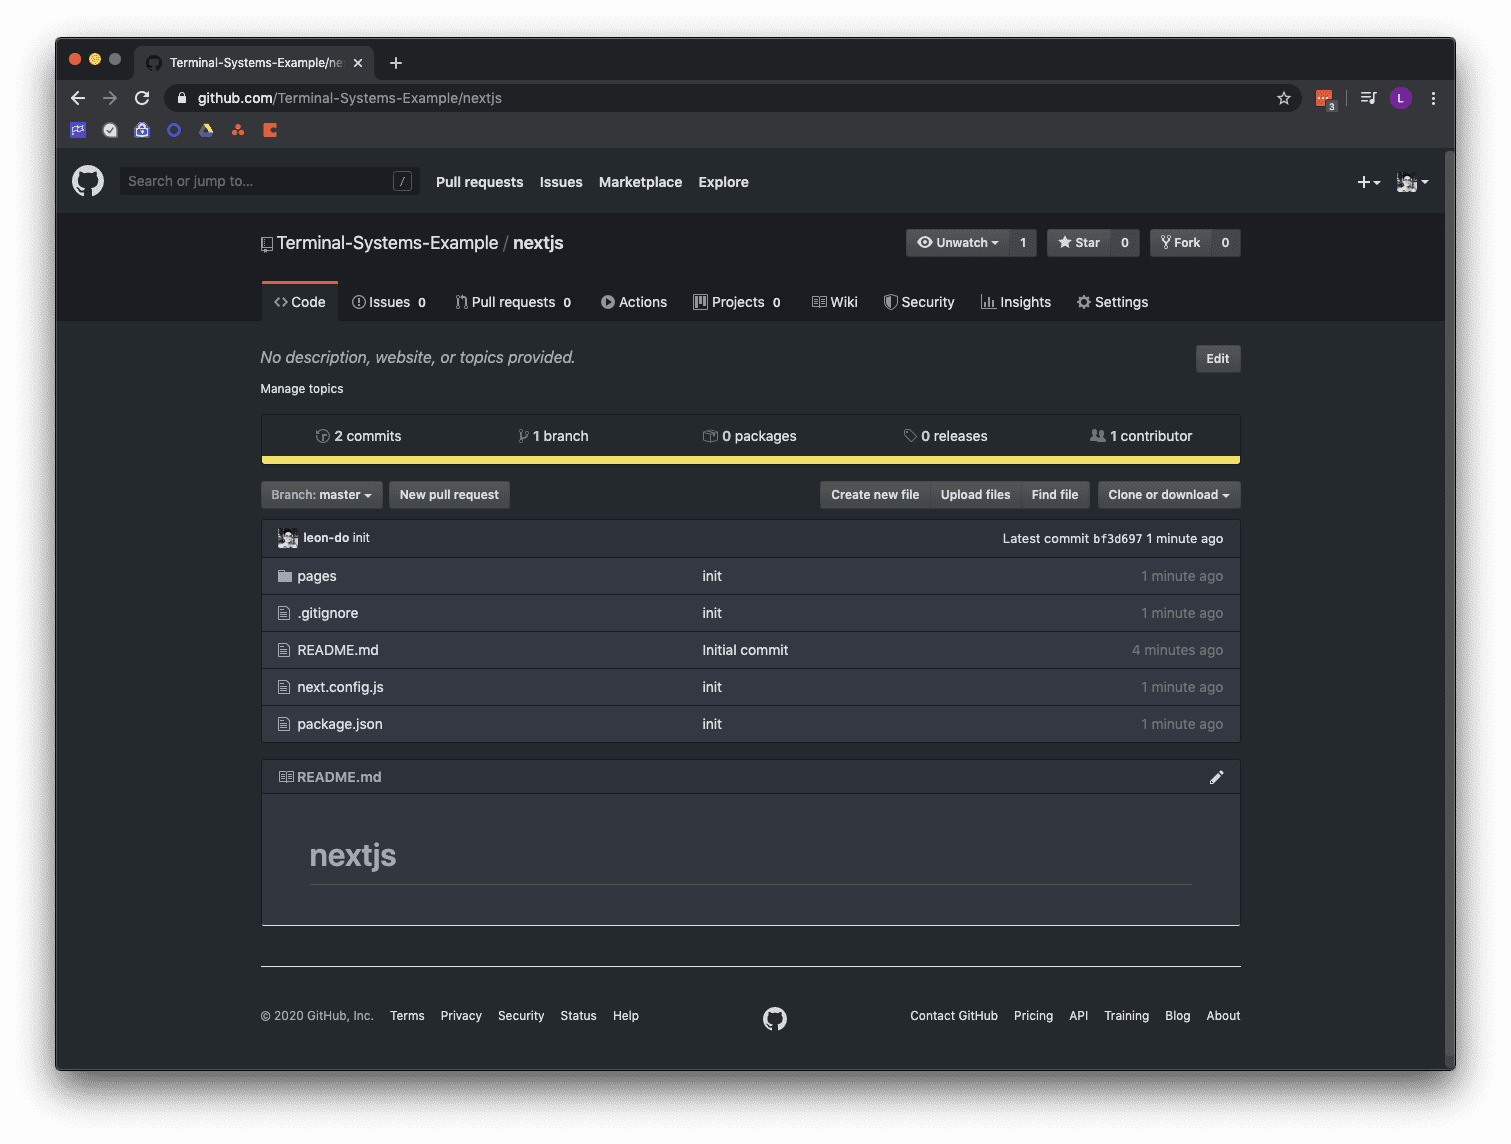 Terminal-Systems-Example/ne
github.com/Terminal-Systems-Example/nextjs
3
L
Search or jump to... / Pull requests Issues Marketplace Explore
Terminal-Systems-Example / nextjs Unwatch 1 Star 0 Fork 0
Code Issues 0 Pull requests 0 Actions Projects 0 Wiki Security Insights Settings
No description, website, or topics provided. Edit
Manage topics
2 commits 1 branch 0 packages 0 releases 1 contributor
Branch: master New pull request Create new file Upload files Find file Clone or download
leon-do init Latest commit bf3d697 1 minute ago
pages init 1 minute ago
.gitignore init 1 minute ago
README.md Initial commit 4 minutes ago
next.config.js init 1 minute ago
package.json init 1 minute ago
README.md
nextjs
© 2020 GitHub, Inc. Terms Privacy Security Status Help Contact GitHub Pricing API Training Blog About